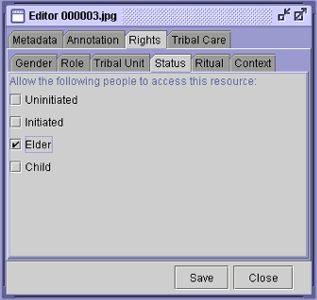 Editor 000003.jpg
Metadata Annotation Rights Tribal Care
Gender Role Tribal Unit Status Ritual Context
Allow the following people to access this resource:
Uninitiated
Initiated
Elder
Child
Save Close